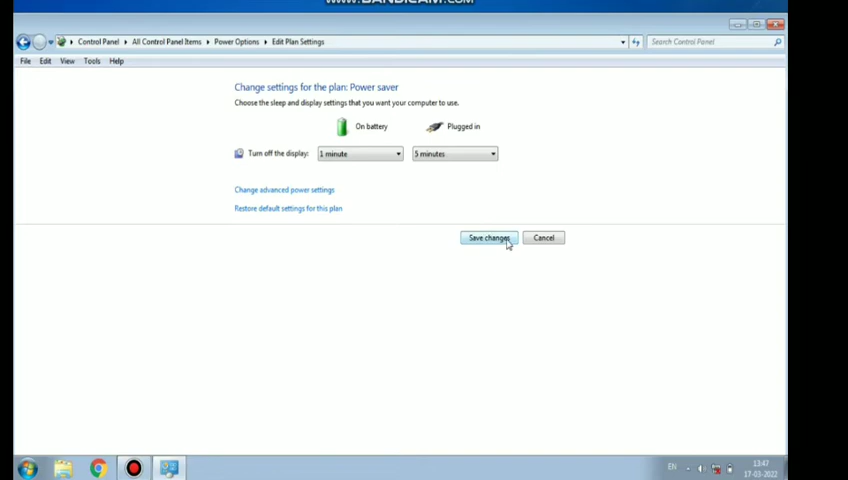 www.BANDICAM.com
Control Panel
All Control Panel Items
Power Options
Edit Plan Settings
Search Control Panel
File Edit View Tools Help
Change settings for the plan: Power saver
Choose the sleep and display settings that you want your computer to use.
On battery
Plugged in
Turn off the display:
1 minute
5 minutes
Change advanced power settings
Restore default settings for this plan
Save changes
Cancel
EN
13:47
17-03-2022